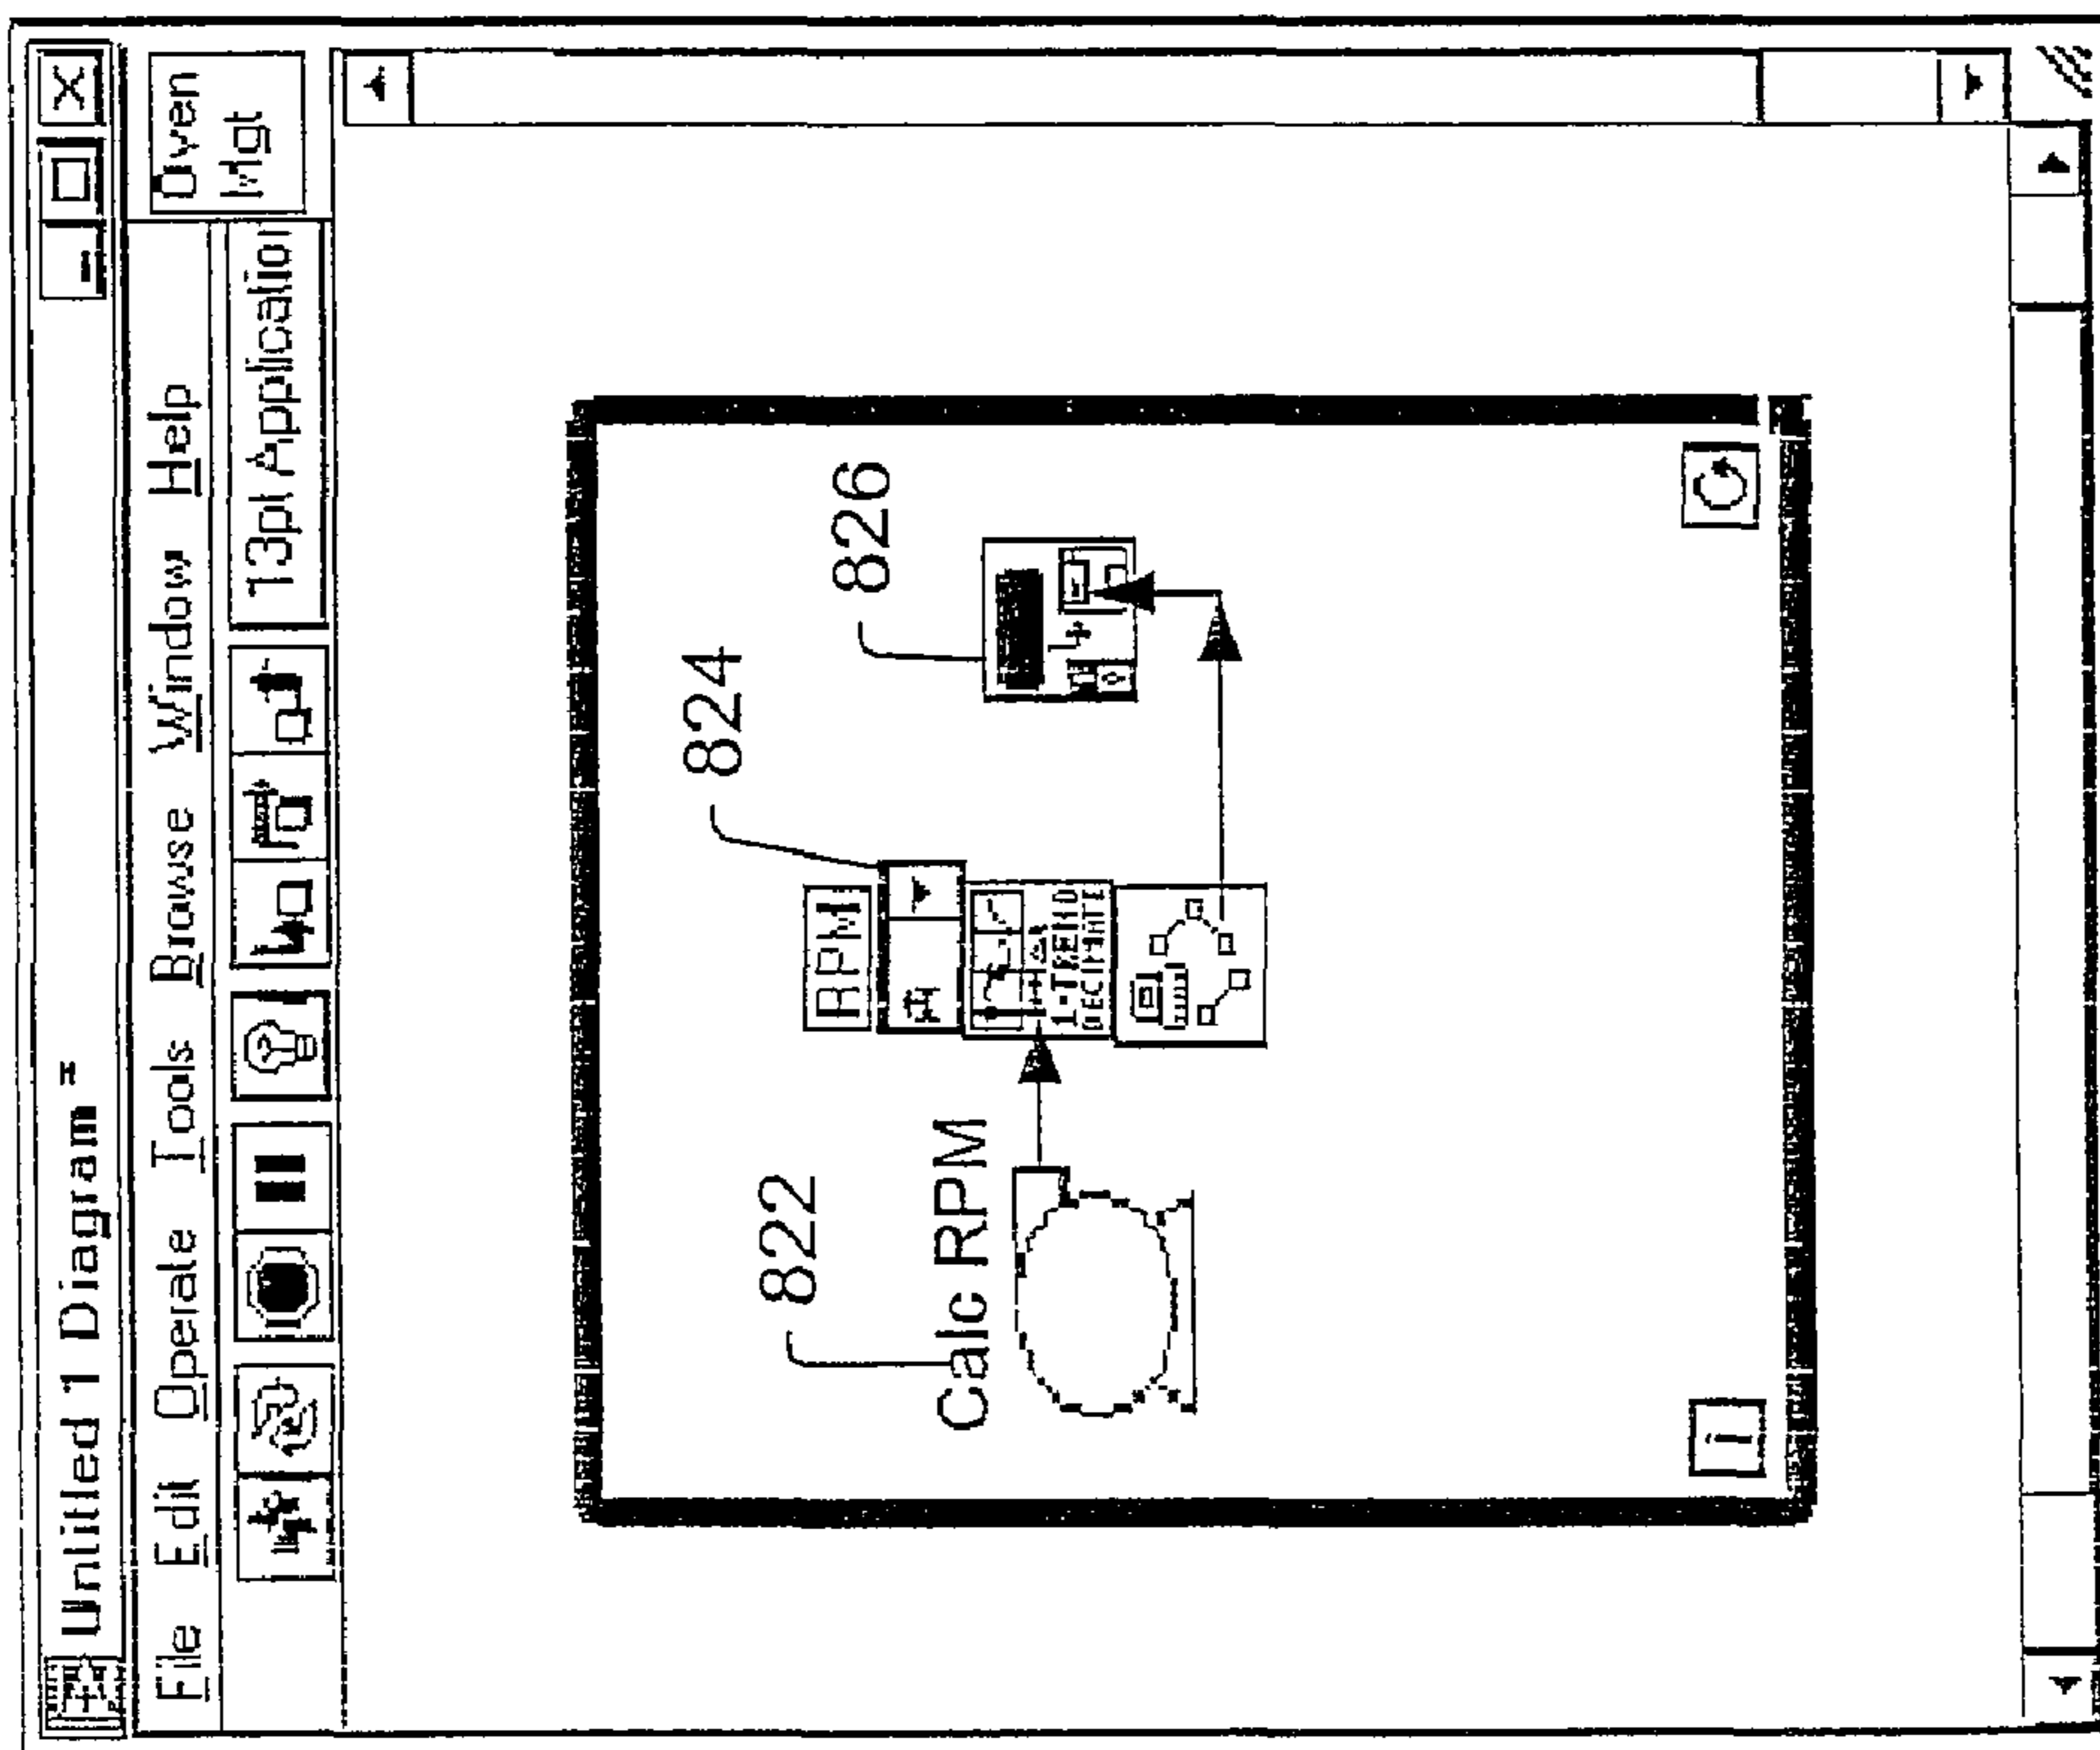 Untitled 1 Diagram *
File Edit Operate Tools Browse Window Help
13pt Application
Oven
Mgt
824
826
822
RPM
Calc RPM
1-TREND
DECIMATE
i